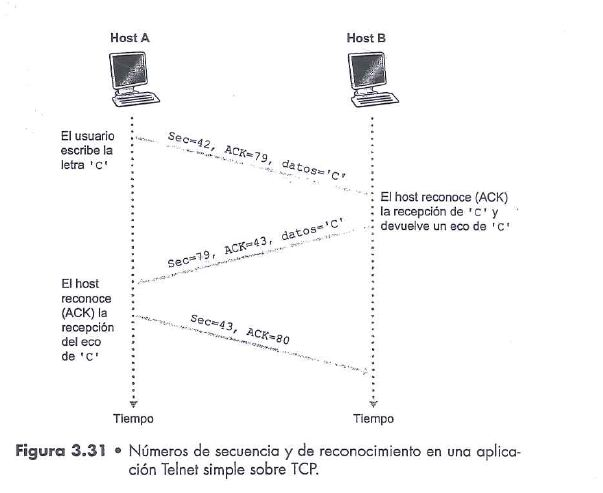 Host A
Host B
El usuario
escribe la
letra 'C'
Sec=42, ACK=79, datos='C'
El host reconoce (ACK)
la recepción de 'C' y
devuelve un eco de 'C'
Sec=79, ACK=43, datos='C'
El host
reconoce
(ACK) la
recepción
del eco
de 'C'
Sec=43, ACK=80
Tiempo
Tiempo
Figura 3.31 • Números de secuencia y de reconocimiento en una aplica-
ción Telnet simple sobre TCP.